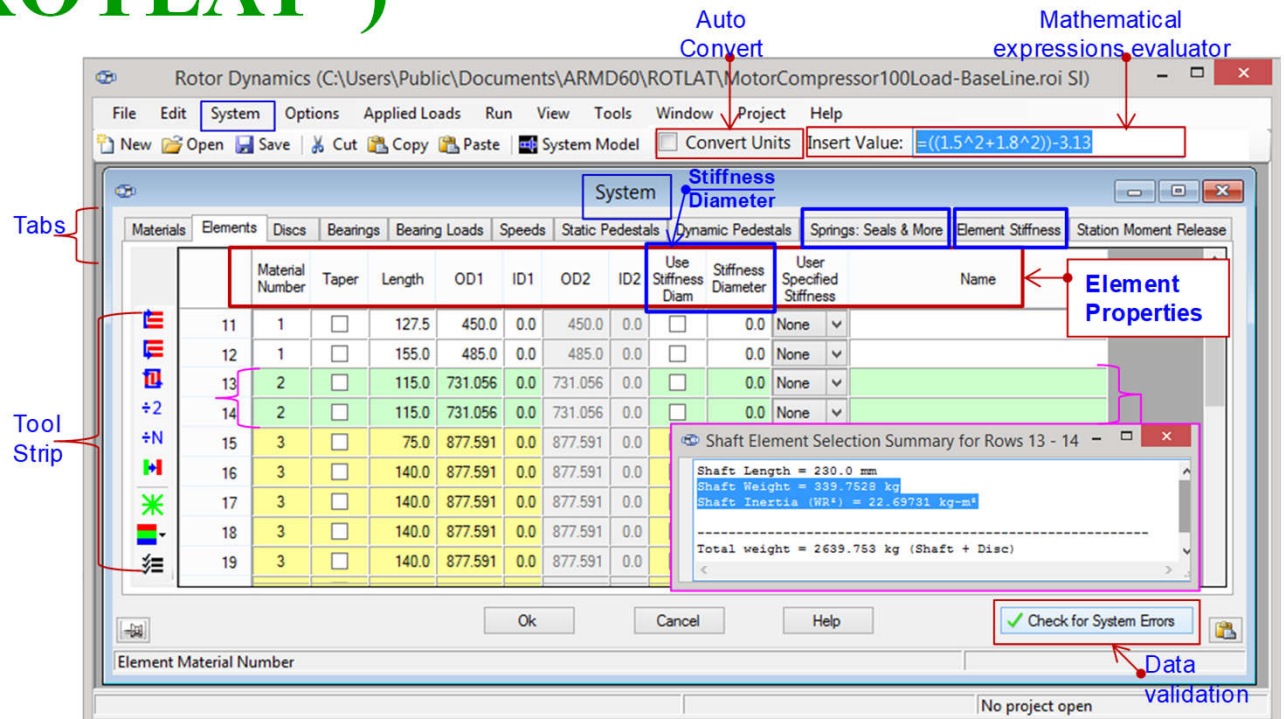 ROTLAT )
Auto
Convert
Mathematical
expressions evaluator
Rotor Dynamics (C:\Users\Public\Documents\ARMD60\ROTLAT\MotorCompressor100Load-BaseLine.roi SI)
File Edit System Options Applied Loads Run View Tools Window Project Help
New Open Save Cut Copy Paste System Model Convert Units Insert Value: =((1.5^2+1.8^2))-3.13
Stiffness
Diameter
System
Tabs
Materials Elements Discs Bearings Bearing Loads Speeds Static Pedestals Dynamic Pedestals Springs: Seals & More Element Stiffness Station Moment Release
Material Number Taper Length OD1 ID1 OD2 ID2 Use Stiffness Diam Stiffness Diameter User Specified Stiffness Name
Element
Properties
11 1 127.5 450.0 0.0 450.0 0.0 0.0 None
12 1 155.0 485.0 0.0 485.0 0.0 0.0 None
13 2 115.0 731.056 0.0 731.056 0.0 0.0 None
14 2 115.0 731.056 0.0 731.056 0.0 0.0 None
15 3 75.0 877.591 0.0 877.591 0.0
16 3 140.0 877.591 0.0 877.591 0.0
17 3 140.0 877.591 0.0 877.591 0.0
18 3 140.0 877.591 0.0 877.591 0.0
19 3 140.0 877.591 0.0 877.591 0.0
÷2
÷N
Tool
Strip
Shaft Element Selection Summary for Rows 13 - 14
Shaft Length = 230.0 mm
Shaft Weight = 339.7528 kg
Shaft Inertia (WR²) = 22.69731 kg-m²
Total weight = 2639.753 kg (Shaft + Disc)
Ok Cancel Help Check for System Errors
Element Material Number
Data
validation
No project open